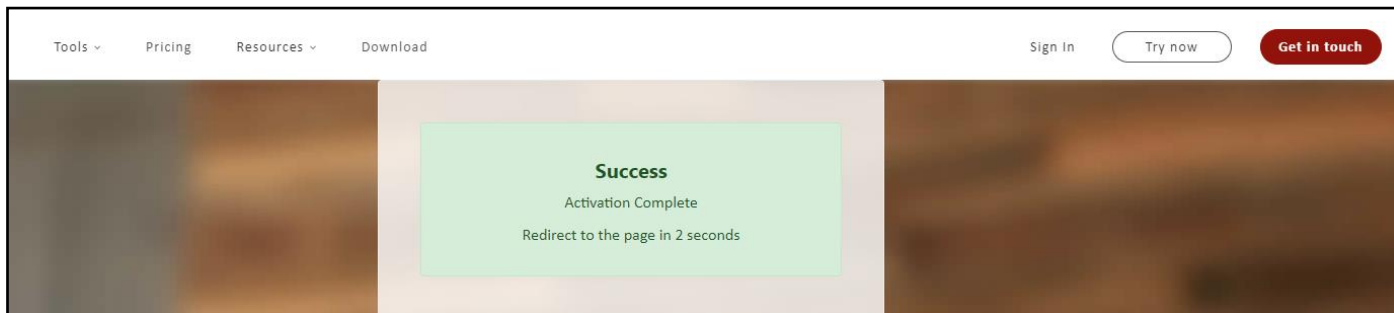 Tools Pricing Resources Download Sign In Try now Get in touch
Success
Activation Complete
Redirect to the page in 2 seconds